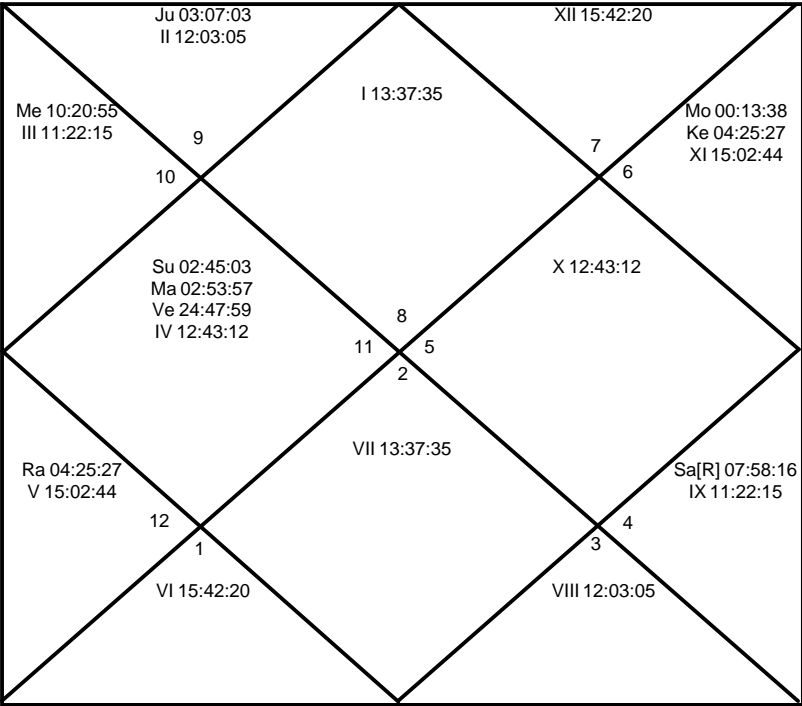 Ju 03:07:03
II 12:03:05
XII 15:42:20
I 13:37:35
Me 10:20:55
III 11:22:15
Mo 00:13:38
Ke 04:25:27
XI 15:02:44
9
7
10
6
Su 02:45:03
Ma 02:53:57
Ve 24:47:59
IV 12:43:12
X 12:43:12
8
11
5
2
VII 13:37:35
Ra 04:25:27
V 15:02:44
Sa[R] 07:58:16
IX 11:22:15
12
4
1
3
VI 15:42:20
VIII 12:03:05